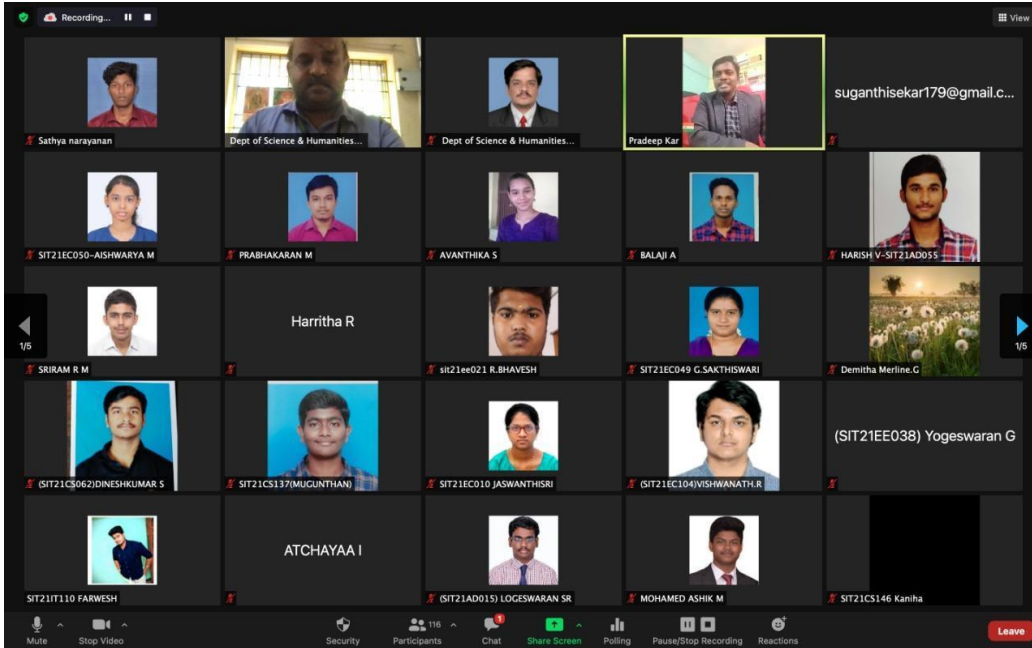 Recording...
View
Sathya narayanan
Dept of Science & Humanities...
Dept of Science & Humanities...
Pradeep Kar
suganthisekar179@gmail.c...
SIT21EC050-AISHWARYA M
PRABHAKARAN M
AVANTHIKA S
BALAJI A
HARISH V-SIT21AD055
1/5
SRIRAM R M
Harritha R
sit21ee021 R.BHAVESH
SIT21EC049 G.SAKTHISWARI
Demitha Merline.G
1/5
(SIT21CS062)DINESHKUMAR S
SIT21CS137(MUGUNTHAN)
SIT21EC010 JASWANTHISRI
(SIT21EC104)VISHWANATH.R
(SIT21EE038) Yogeswaran G
SIT21IT110 FARWESH
ATCHAYAA I
(SIT21AD015) LOGESWARAN SR
MOHAMED ASHIK M
SIT21CS146 Kaniha
Mute
Stop Video
Security
Participants
116
Chat
1
Share Screen
Polling
Pause/Stop Recording
Reactions
Leave